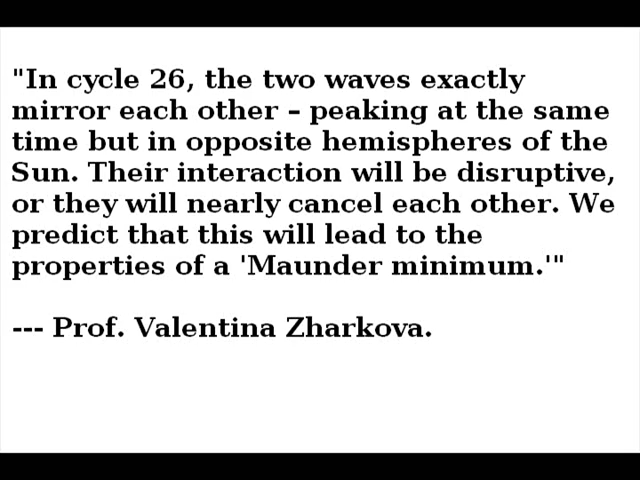 "In cycle 26, the two waves exactly
mirror each other – peaking at the same
time but in opposite hemispheres of the
Sun. Their interaction will be disruptive,
or they will nearly cancel each other. We
predict that this will lead to the
properties of a 'Maunder minimum.'"
--- Prof. Valentina Zharkova.